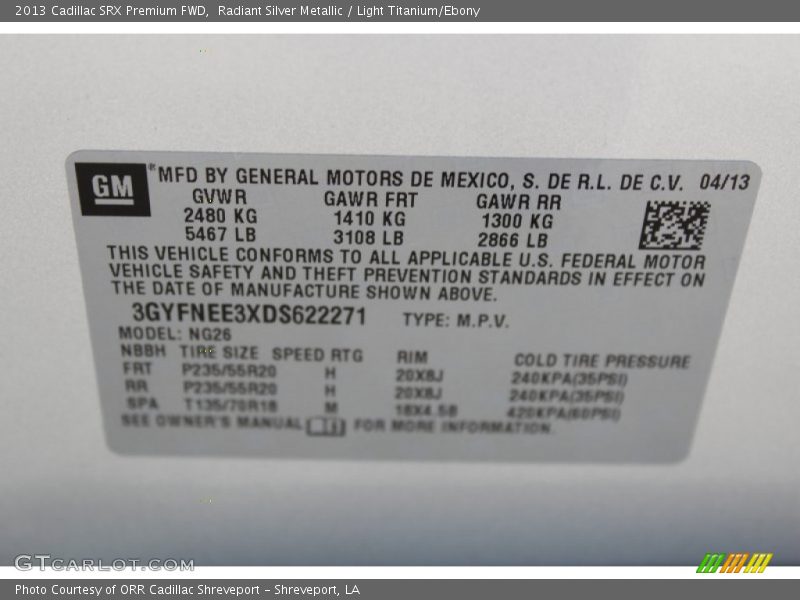 2013 Cadillac SRX Premium FWD,  Radiant Silver Metallic / Light Titanium/Ebony
GM
*MFD BY GENERAL MOTORS DE MEXICO, S. DE R.L. DE C.V. 04/13
GVWR GAWR FRT GAWR RR
2480 KG 1410 KG 1300 KG
5467 LB 3108 LB 2866 LB
THIS VEHICLE CONFORMS TO ALL APPLICABLE U.S. FEDERAL MOTOR
VEHICLE SAFETY AND THEFT PREVENTION STANDARDS IN EFFECT ON
THE DATE OF MANUFACTURE SHOWN ABOVE.
3GYFNEE3XDS622271 TYPE: M.P.V.
MODEL: NG26
NBBH TIRE SIZE SPEED RTG RIM COLD TIRE PRESSURE
FRT P235/55R20 H 20X8J 240KPA(35PSI)
RR P235/55R20 H 20X8J 240KPA(35PSI)
SPA T135/70R18 M 18X4.5B 420KPA(60PSI)
SEE OWNER'S MANUAL FOR MORE INFORMATION.
GTCARLOT.COM
Photo Courtesy of ORR Cadillac Shreveport - Shreveport, LA